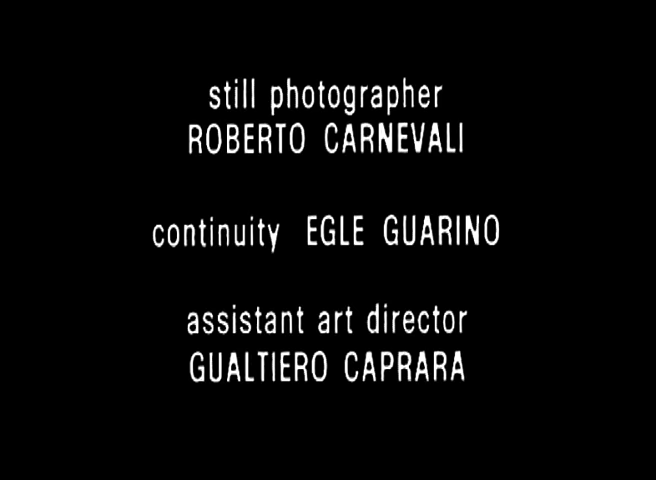 still photographer
ROBERTO CARNEVALI
continuity EGLE GUARINO
assistant art director
GUALTIERO CAPRARA